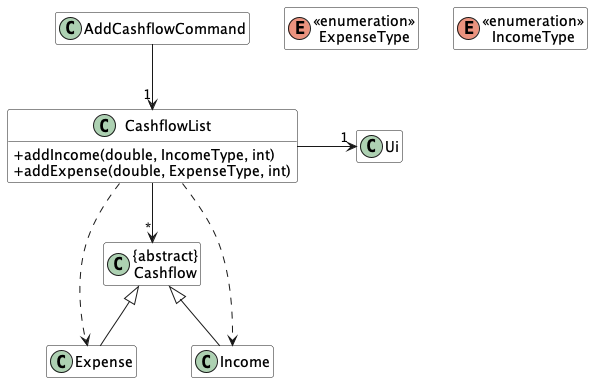 C AddCashflowCommand
E «enumeration»
ExpenseType
E «enumeration»
IncomeType
1
C CashflowList
+addIncome(double, IncomeType, int)
+addExpense(double, ExpenseType, int)
1
C Ui
*
C {abstract}
Cashflow
C Expense
C Income